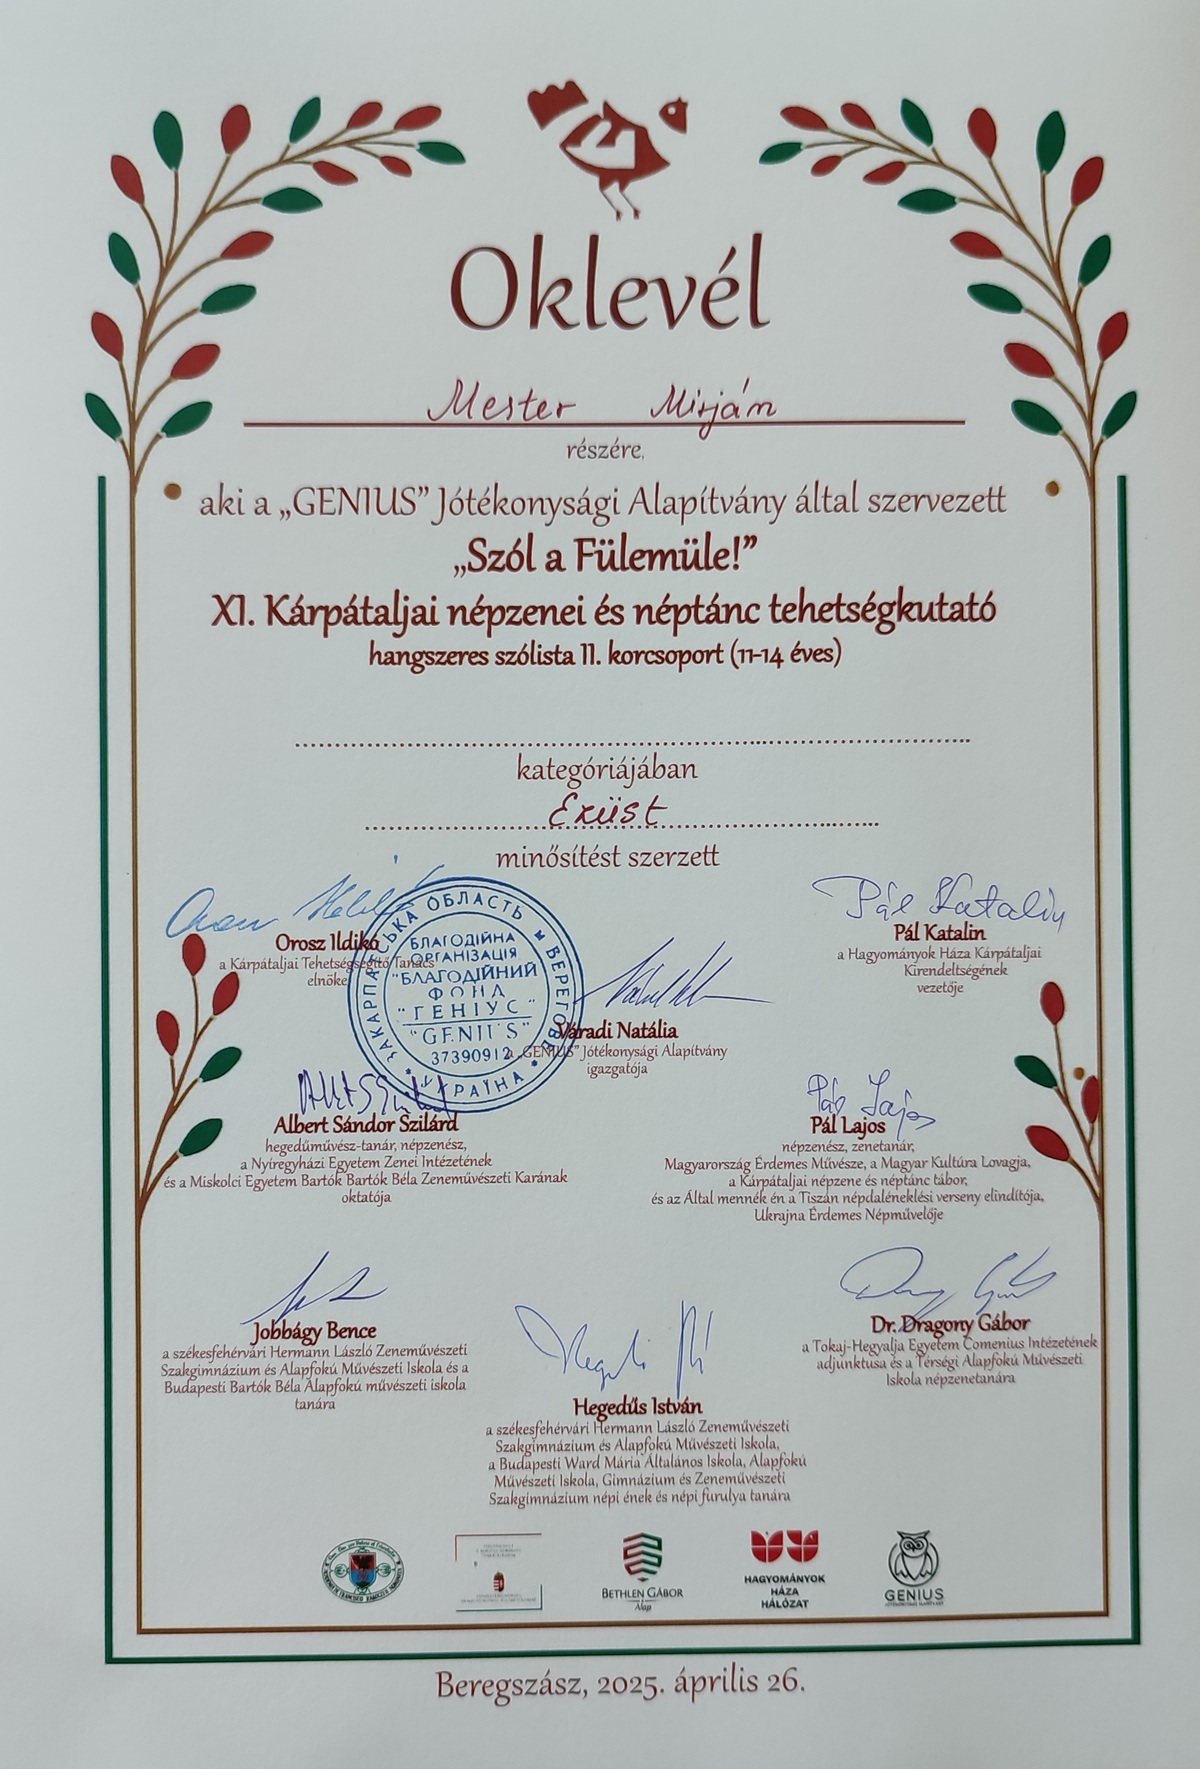 Oklevél
Mester Mirján
részére,
aki a „GENIUS” Jótékonysági Alapítvány által szervezett
„Szól a Fülemüle!”
XI. Kárpátaljai népzenei és néptánc tehetségkutató
hangszeres szólista II. korcsoport (11-14 éves)
kategóriájában
Ezüst
minősítést szerzett
Orosz Ildikó
a Kárpátaljai Tehetségsegítő Tanács
elnöke
Pál Katalin
Pál Katalin
a Hagyományok Háza Kárpátaljai
Kirendeltségének
vezetője
ЗАКАРПАТСЬКА ОБЛАСТЬ м. БЕРЕГОВЕ * УКРАЇНА *
БЛАГОДІЙНА
ОРГАНІЗАЦІЯ
"БЛАГОДІЙНИЙ
ФОНД
"ГЕНІУС"
"GENIUS"
37390912
Váradi Natália
a „GENIUS” Jótékonysági Alapítvány
igazgatója
Albert Sándor Szilárd
hegedűművész-tanár, népzenész,
a Nyíregyházi Egyetem Zenei Intézetének
és a Miskolci Egyetem Bartók Bartók Béla Zeneművészeti Karának
oktatója
Pál Lajos
Pál Lajos
népzenész, zenetanár,
Magyarország Érdemes Művésze, a Magyar Kultúra Lovagja,
a Kárpátaljai népzene és néptánc tábor,
és az Által mennék én a Tiszán népdaléneklési verseny elindítója,
Ukrajna Érdemes Népművelője
Jobbágy Bence
a székesfehérvári Hermann László Zeneművészeti
Szakgimnázium és Alapfokú Művészeti Iskola és a
Budapesti Bartók Béla Alapfokú művészeti iskola
tanára
Dr. Dragony Gábor
a Tokaj-Hegyalja Egyetem Comenius Intézetének
adjunktusa és a Térségi Alapfokú Művészeti
Iskola népzenetanára
Hegedűs István
a székesfehérvári Hermann László Zeneművészeti
Szakgimnázium és Alapfokú Művészeti Iskola,
a Budapesti Ward Mária Általános Iskola, Alapfokú
Művészeti Iskola, Gimnázium és Zeneművészeti
Szakgimnázium népi ének és népi furulya tanára
BETHLEN GÁBOR
Alap
HAGYOMÁNYOK
HÁZA
HÁLÓZAT
GENIUS
Beregszász, 2025. április 26.